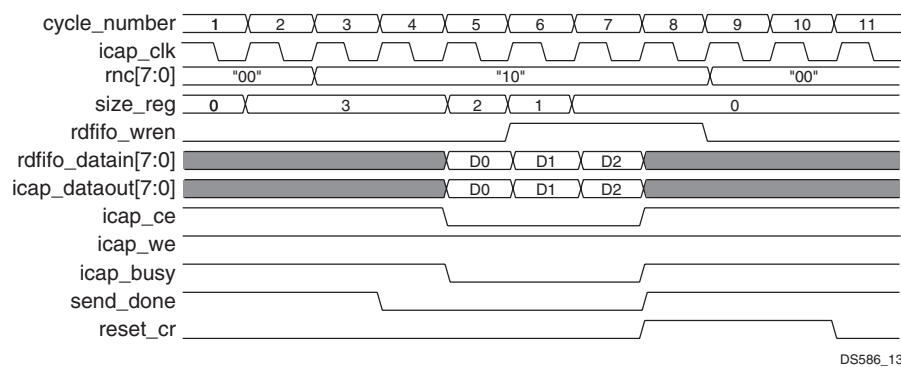 cycle_number 1 2 3 4 5 6 7 8 9 10 11
icap_clk
rnc[7:0] "00" "10" "00"
size_reg 0 3 2 1 0
rdfifo_wren
rdfifo_datain[7:0] D0 D1 D2
icap_dataout[7:0] D0 D1 D2
icap_ce
icap_we
icap_busy
send_done
reset_cr
DS586_13